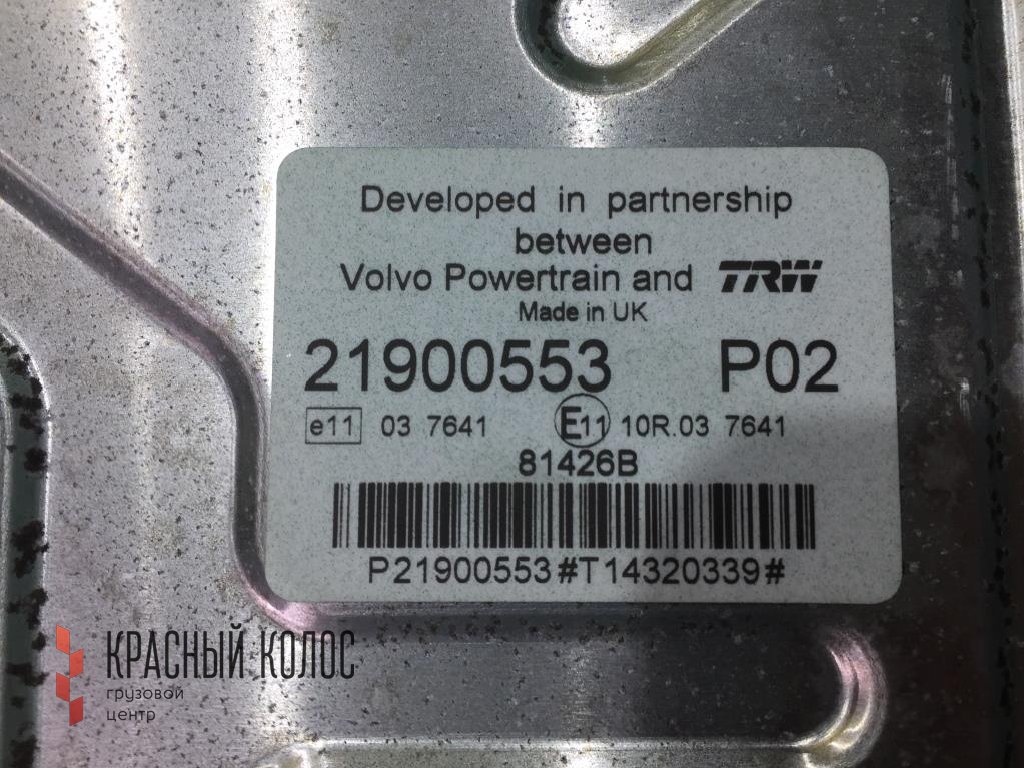 Developed in partnership
between
Volvo Powertrain and TRW
Made in UK
21900553 P02
e11 03 7641 E11 10R.03 7641
81426B
P21900553#T14320339#
КРАСНЫЙ КОЛОС
грузовой
центр